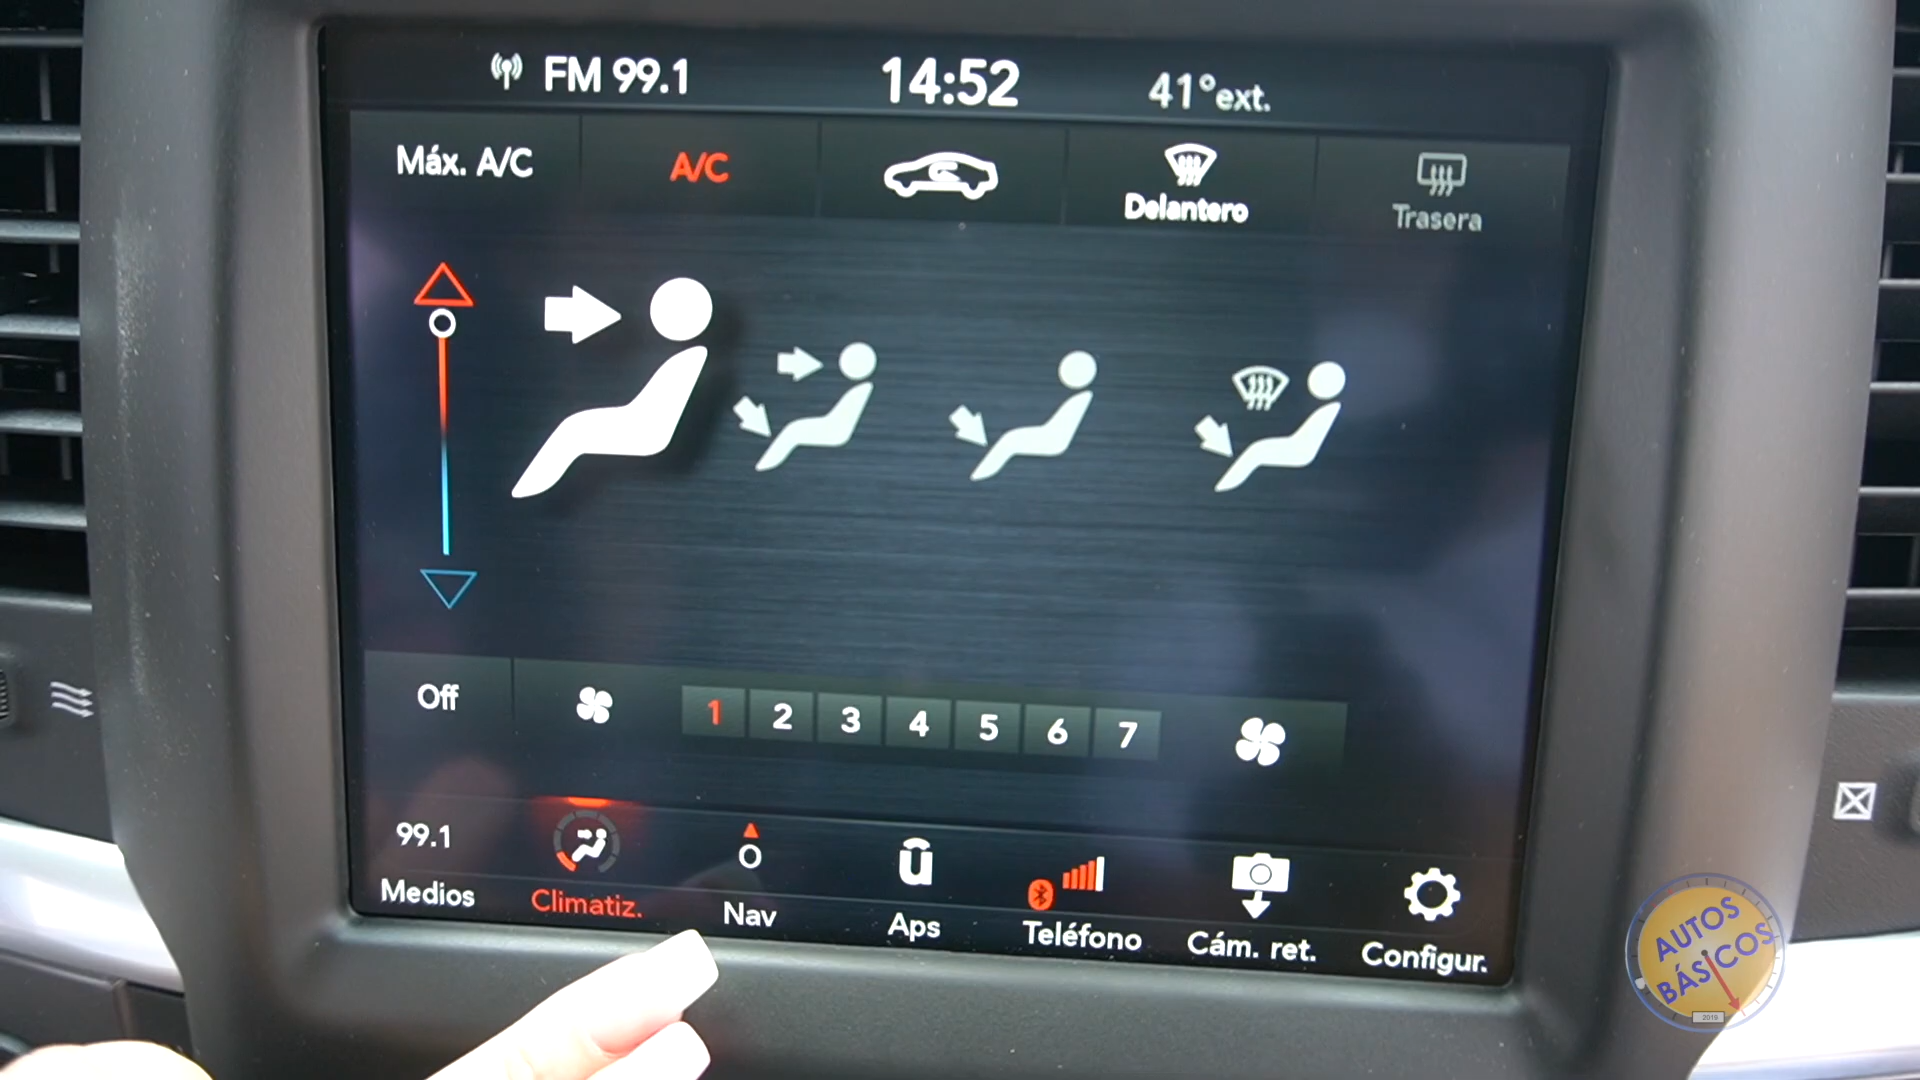 FM 99.1
14:52
41°ext.
Máx. A/C
A/C
Delantero
Trasera
Off
1 2 3 4 5 6 7
99.1
Medios
Climatiz.
Nav
Aps
Teléfono
Cám. ret.
Configur.
AUTOS
BÁSICOS
2019